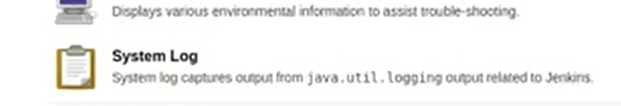 Displays various environmental information to assist trouble-shooting.
System Log
System log captures output from java.util.logging output related to Jenkins.